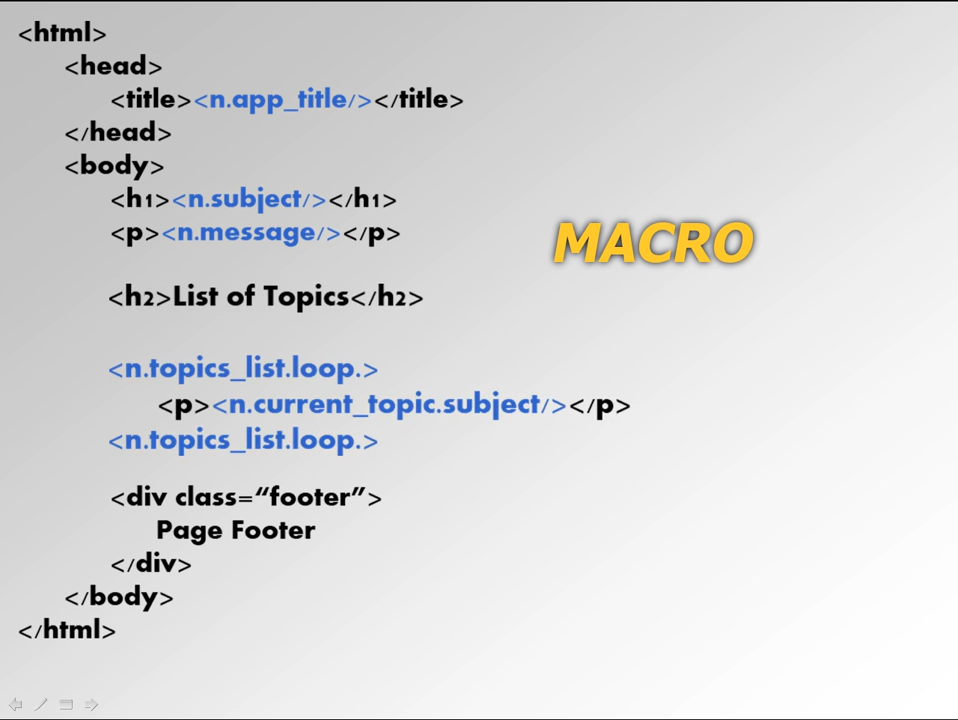 <html>
<head>
<title><n.app_title/></title>
</head>
<body>
<h1><n.subject/></h1>
<p><n.message/></p>
MACRO
<h2>List of Topics</h2>
<n.topics_list.loop.>
<p><n.current_topic.subject/></p>
<n.topics_list.loop.>
<div class=“footer”>
Page Footer
</div>
</body>
</html>